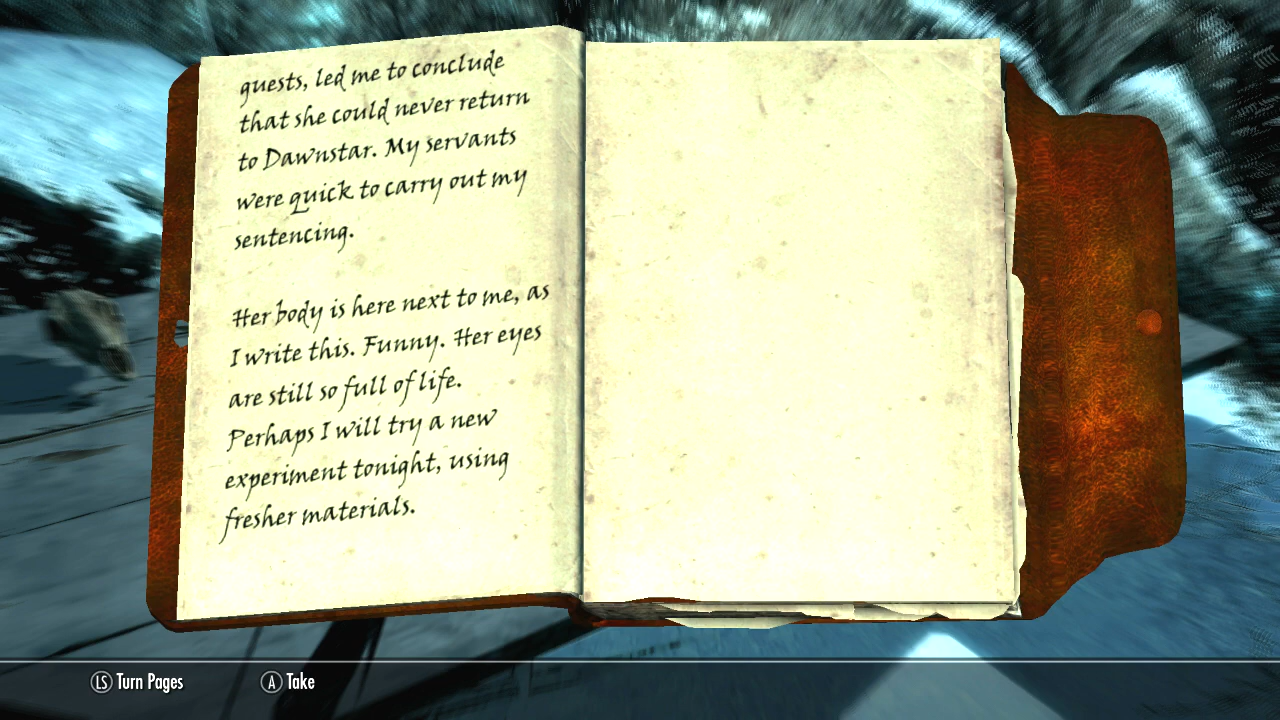 guests, led me to conclude
that she could never return
to Dawnstar. My servants
were quick to carry out my
sentencing.
Her body is here next to me, as
I write this. Funny. Her eyes
are still so full of life.
Perhaps I will try a new
experiment tonight, using
fresher materials.
LS Turn Pages
A Take